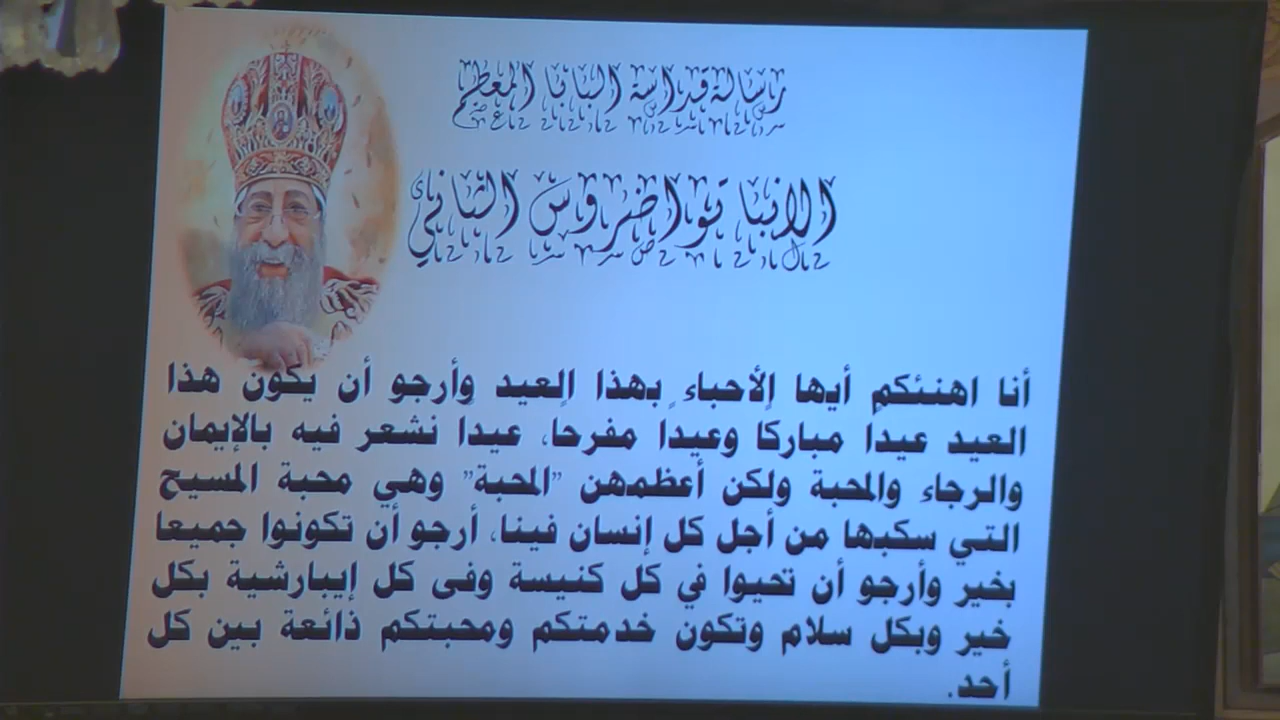 رسالة قداسة البابا المعظم
الانبا تواضروس الثاني
أنا اهنئكم أيها الأحباء بهذا العيد وأرجو أن يكون هذا
العيد عيدا مباركا وعيدا مفرحا، عيدا نشعر فيه بالإيمان
والرجاء والمحبة ولكن أعظمهن "المحبة" وهي محبة المسيح
التي سكبها من أجل كل إنسان فينا، أرجو أن تكونوا جميعا
بخير وأرجو أن تحيوا في كل كنيسة وفى كل إيبارشية بكل
خير وبكل سلام وتكون خدمتكم ومحبتكم ذائعة بين كل
أحد.